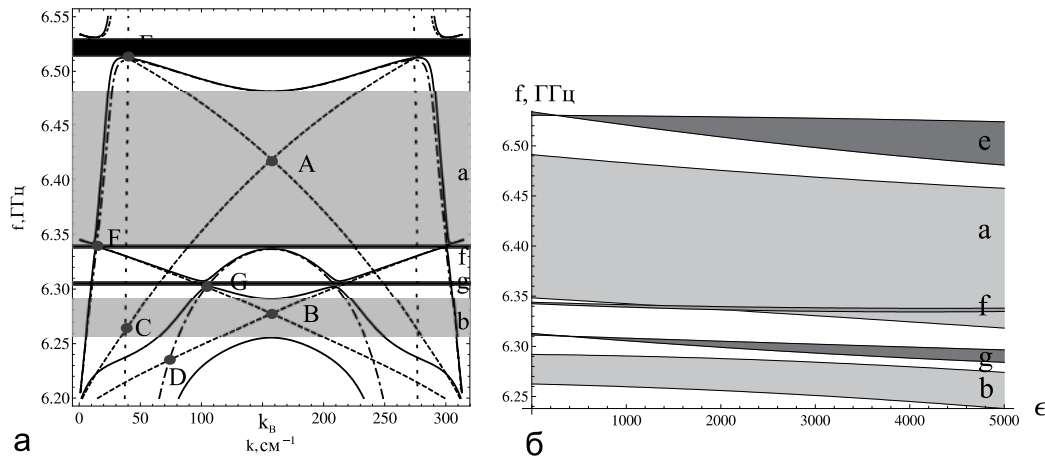 6.55
6.50
6.45
6.40
6.35
6.30
6.25
6.20
f,ГГц
A
B
C
D
E
F
G
a
f
g
b
0
50
100
200
250
300
k_B
k, см⁻¹
а
f, ГГц
6.50
6.45
6.40
6.35
6.30
6.25
e
a
f
g
b
1000
2000
3000
4000
5000
ϵ
б